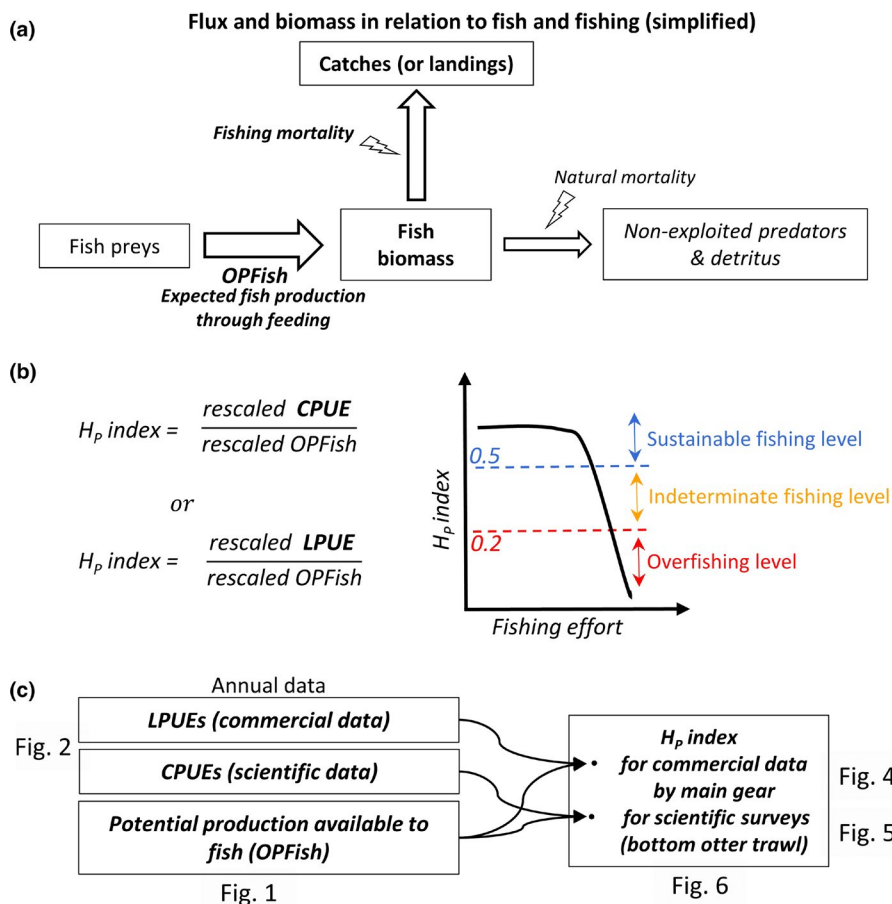 (a)
Flux and biomass in relation to fish and fishing (simplified)
Catches (or landings)
Fishing mortality
Natural mortality
Fish preys
Fish
biomass
Non-exploited predators
& detritus
OPFish
Expected fish production
through feeding
(b)
H_P index = rescaled CPUE / rescaled OPFish
or
H_P index = rescaled LPUE / rescaled OPFish
H_P index
0.5
0.2
Sustainable fishing level
Indeterminate fishing level
Overfishing level
Fishing effort
(c)
Annual data
LPUEs (commercial data)
Fig. 2
CPUEs (scientific data)
Potential production available to
fish (OPFish)
Fig. 1
H_P index
for commercial data
by main gear
for scientific surveys
(bottom otter trawl)
Fig. 4
Fig. 5
Fig. 6